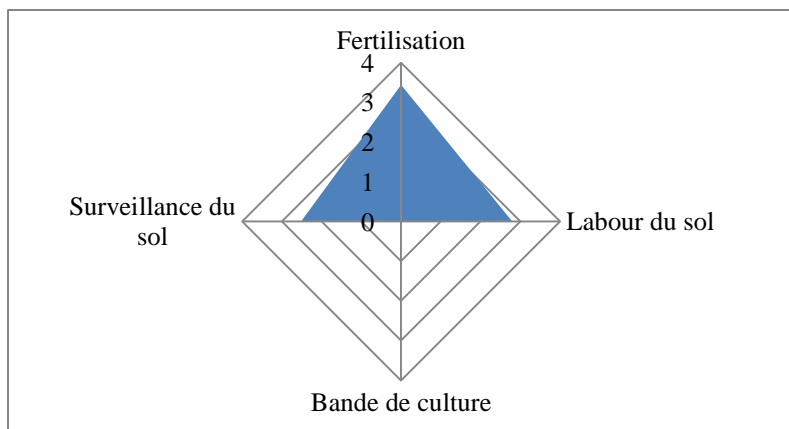 Fertilisation
4
3
2
1
0
Surveillance du
sol
Labour du sol
Bande de culture